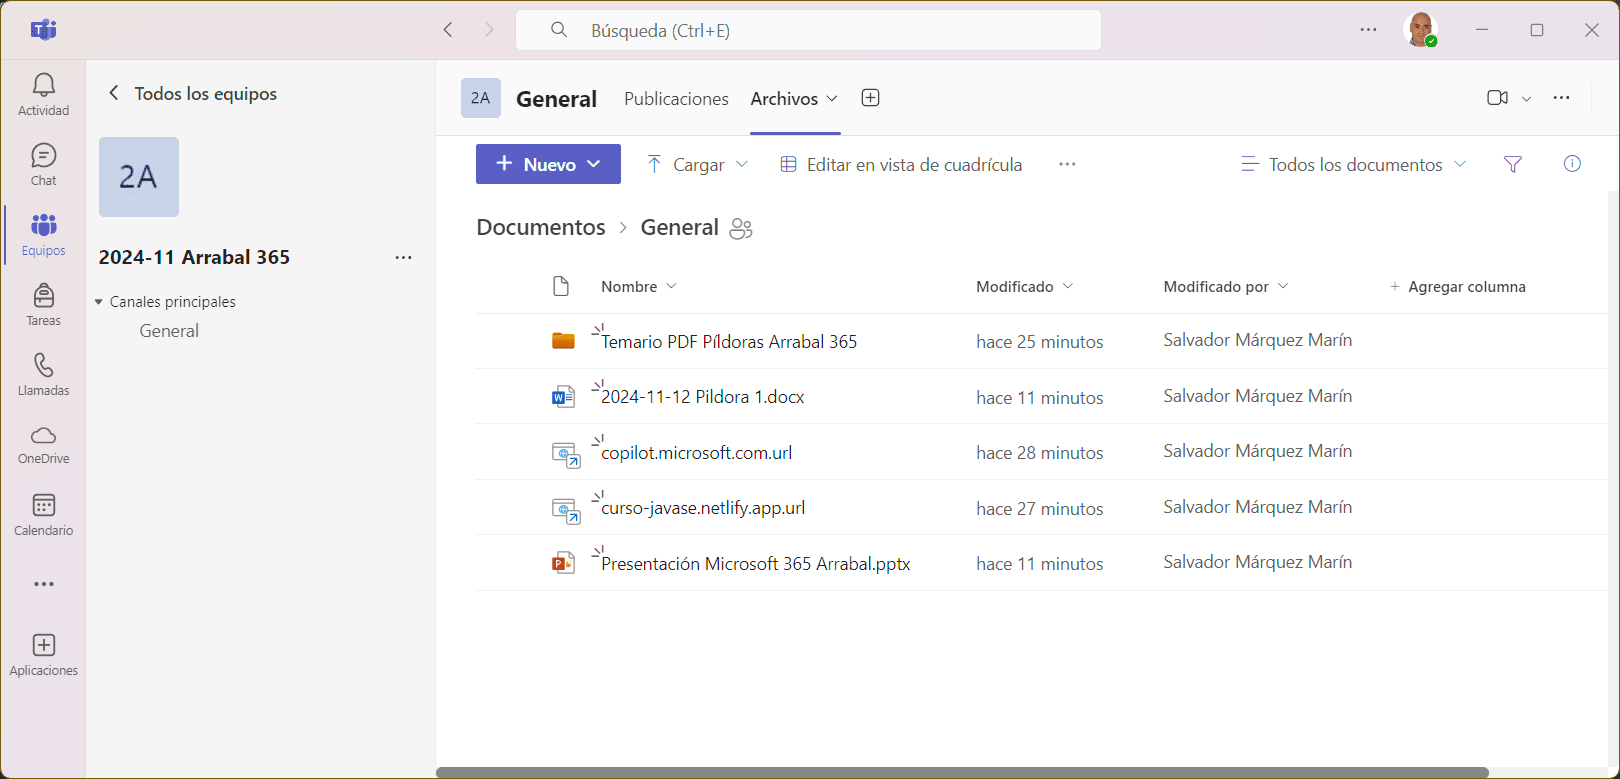 Búsqueda (Ctrl+E)
Actividad
Chat
Equipos
Tareas
Llamadas
OneDrive
Calendario
Aplicaciones
Todos los equipos
2A
2024-11 Arrabal 365
Canales principales
General
2A General Publicaciones Archivos
Nuevo Cargar Editar en vista de cuadrícula Todos los documentos
Documentos > General
Nombre Modificado Modificado por + Agregar columna
Temario PDF Píldoras Arrabal 365 hace 25 minutos Salvador Márquez Marín
2024-11-12 Pildora 1.docx hace 11 minutos Salvador Márquez Marín
copilot.microsoft.com.url hace 28 minutos Salvador Márquez Marín
curso-javase.netlify.app.url hace 27 minutos Salvador Márquez Marín
Presentación Microsoft 365 Arrabal.pptx hace 11 minutos Salvador Márquez Marín